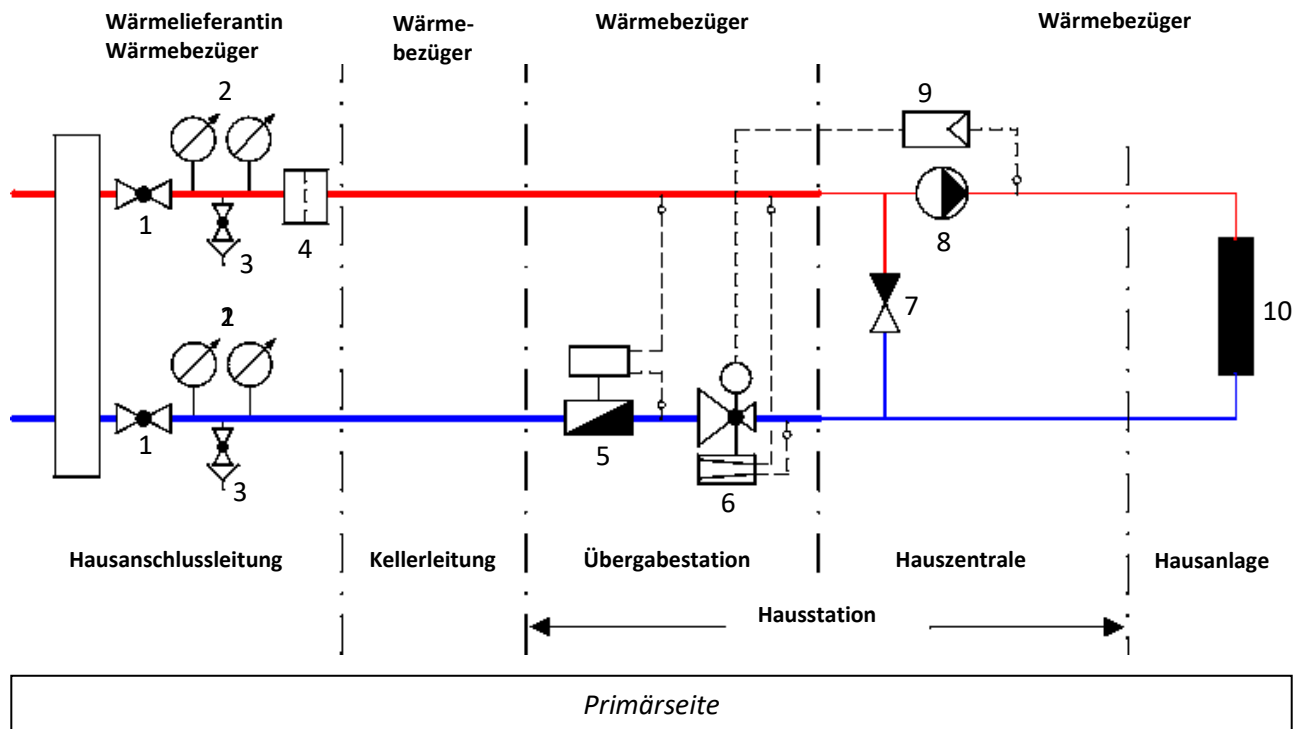 Wärmelieferantin
Wärmebezüger
Wärme-
bezüger
Wärmebezüger
Wärmebezüger
2
9
1
3
4
8
7
10
2
1
1
3
5
6
Hausanschlussleitung
Kellerleitung
Übergabestation
Hauszentrale
Hausanlage
Hausstation
Primärseite